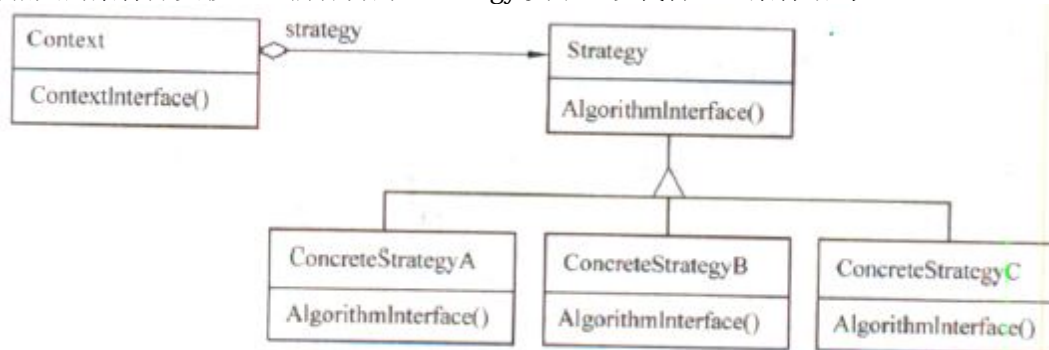 Context
strategy
Strategy
ContextInterface()
AlgorithmInterface()
ConcreteStrategyA
ConcreteStrategyB
ConcreteStrategyC
AlgorithmInterface()
AlgorithmInterface()
AlgorithmInterface()